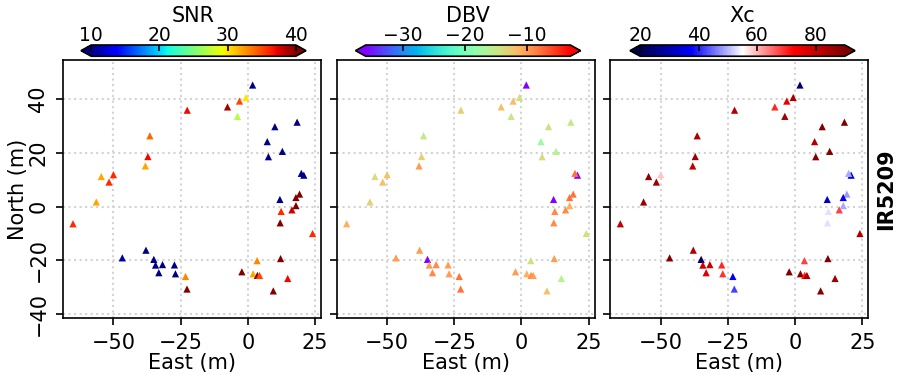 SNR
DBV
Xc
10 20 30 40
−30 −20 −10
20 40 60 80
40
20
0
−20
−40
North (m)
IR5209
−50 −25 0 25
−50 −25 0 25
−50 −25 0 25
East (m)
East (m)
East (m)